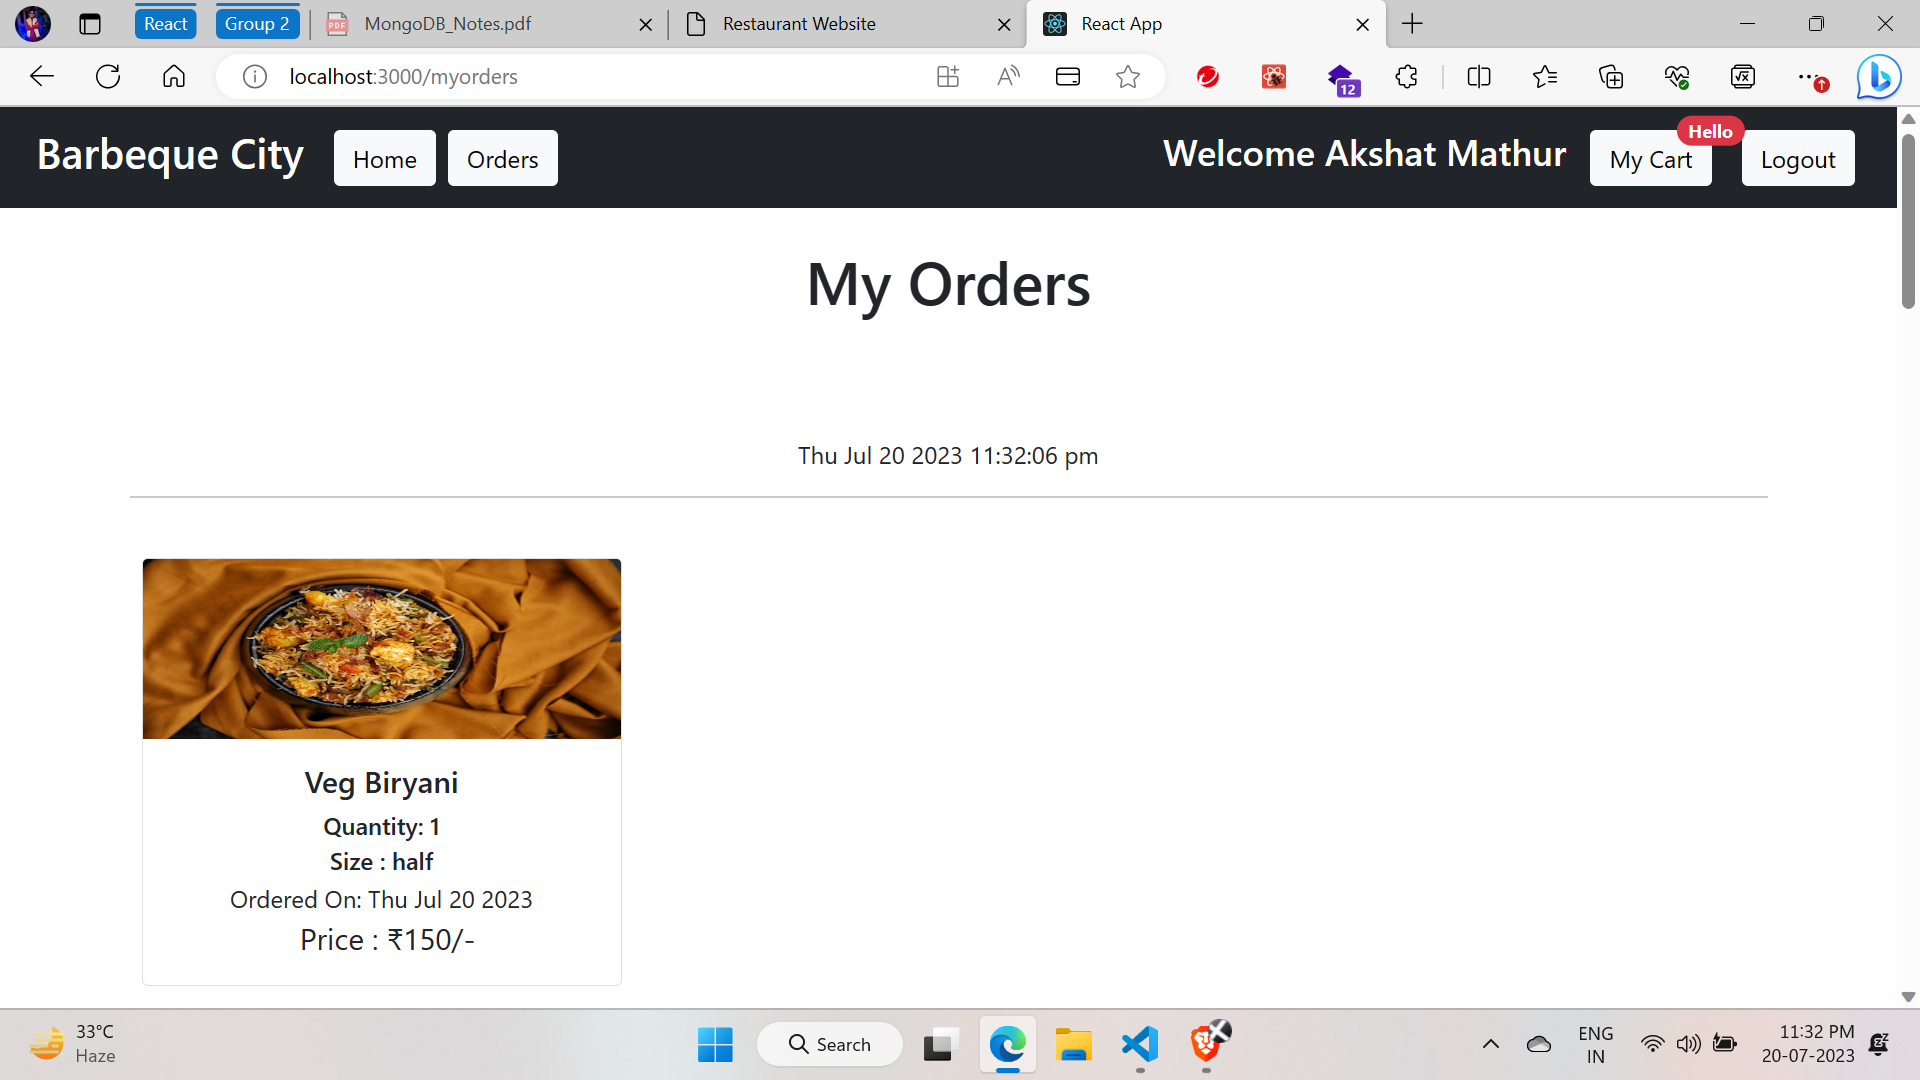 React
Group 2
PDF
MongoDB_Notes.pdf
Restaurant Website
React App
localhost:3000/myorders
12
Barbeque City
Home
Orders
Welcome Akshat Mathur
My Cart
Hello
Logout
My Orders
Thu Jul 20 2023 11:32:06 pm
Veg Biryani
Quantity: 1
Size : half
Ordered On: Thu Jul 20 2023
Price : ₹150/-
33°C
Haze
Search
ENG
IN
11:32 PM
20-07-2023